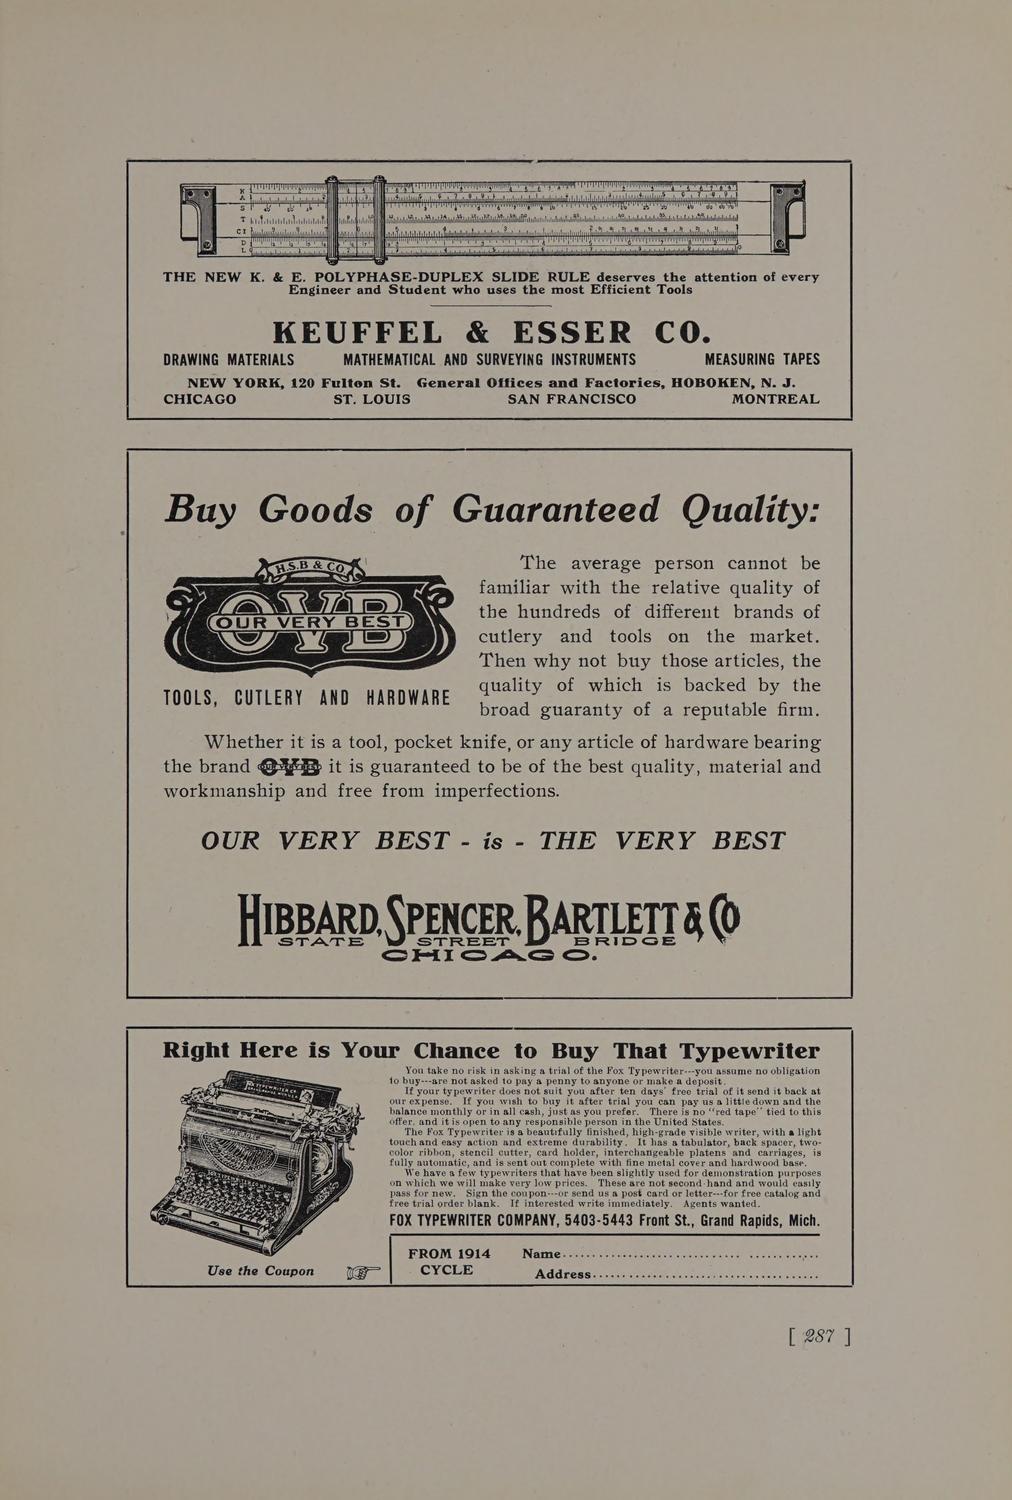 THE NEW K. & E. POLYPHASE-DUPLEX SLIDE RULE deserves the attention of every
Engineer and Student who uses the most Efficient Tools
KEUFFEL & ESSER CO.
DRAWING MATERIALS MATHEMATICAL AND SURVEYING INSTRUMENTS MEASURING TAPES
NEW YORK, 120 Fulton St. General Offices and Factories, HOBOKEN, N. J.
CHICAGO ST. LOUIS SAN FRANCISCO MONTREAL
Buy Goods of Guaranteed Quality:
H.S.B & CO.
OVB
OUR VERY BEST
TOOLS, CUTLERY AND HARDWARE
The average person cannot be
familiar with the relative quality of
the hundreds of different brands of
cutlery and tools on the market.
Then why not buy those articles, the
quality of which is backed by the
broad guaranty of a reputable firm.
Whether it is a tool, pocket knife, or any article of hardware bearing
the brand OVB it is guaranteed to be of the best quality, material and
workmanship and free from imperfections.
OUR VERY BEST - is - THE VERY BEST
HIBBARD, SPENCER, BARTLETT & CO
STATE STREET BRIDGE
CHICAGO.
Right Here is Your Chance to Buy That Typewriter
You take no risk in asking a trial of the Fox Typewriter---you assume no obligation
to buy---are not asked to pay a penny to anyone or make a deposit.
If your typewriter does not suit you after ten days' free trial of it send it back at
our expense. If you wish to buy it after trial you can pay us a little down and the
balance monthly or in all cash, just as you prefer. There is no "red tape" tied to this
offer, and it is open to any responsible person in the United States.
The Fox Typewriter is a beautifully finished, high-grade visible writer, with a light
touch and easy action and extreme durability. It has a tabulator, back spacer, two-
color ribbon, stencil cutter, card holder, interchangeable platens and carriages, is
fully automatic, and is sent out complete with fine metal cover and hardwood base.
We have a few typewriters that have been slightly used for demonstration purposes
on which we will make very low prices. These are not second-hand and would easily
pass for new. Sign the coupon---or send us a post card or letter---for free catalog and
free trial order blank. If interested write immediately. Agents wanted.
FOX TYPEWRITER COMPANY, 5403-5443 Front St., Grand Rapids, Mich.
Use the Coupon
FROM 1914 Name
CYCLE Address
[ 287 ]